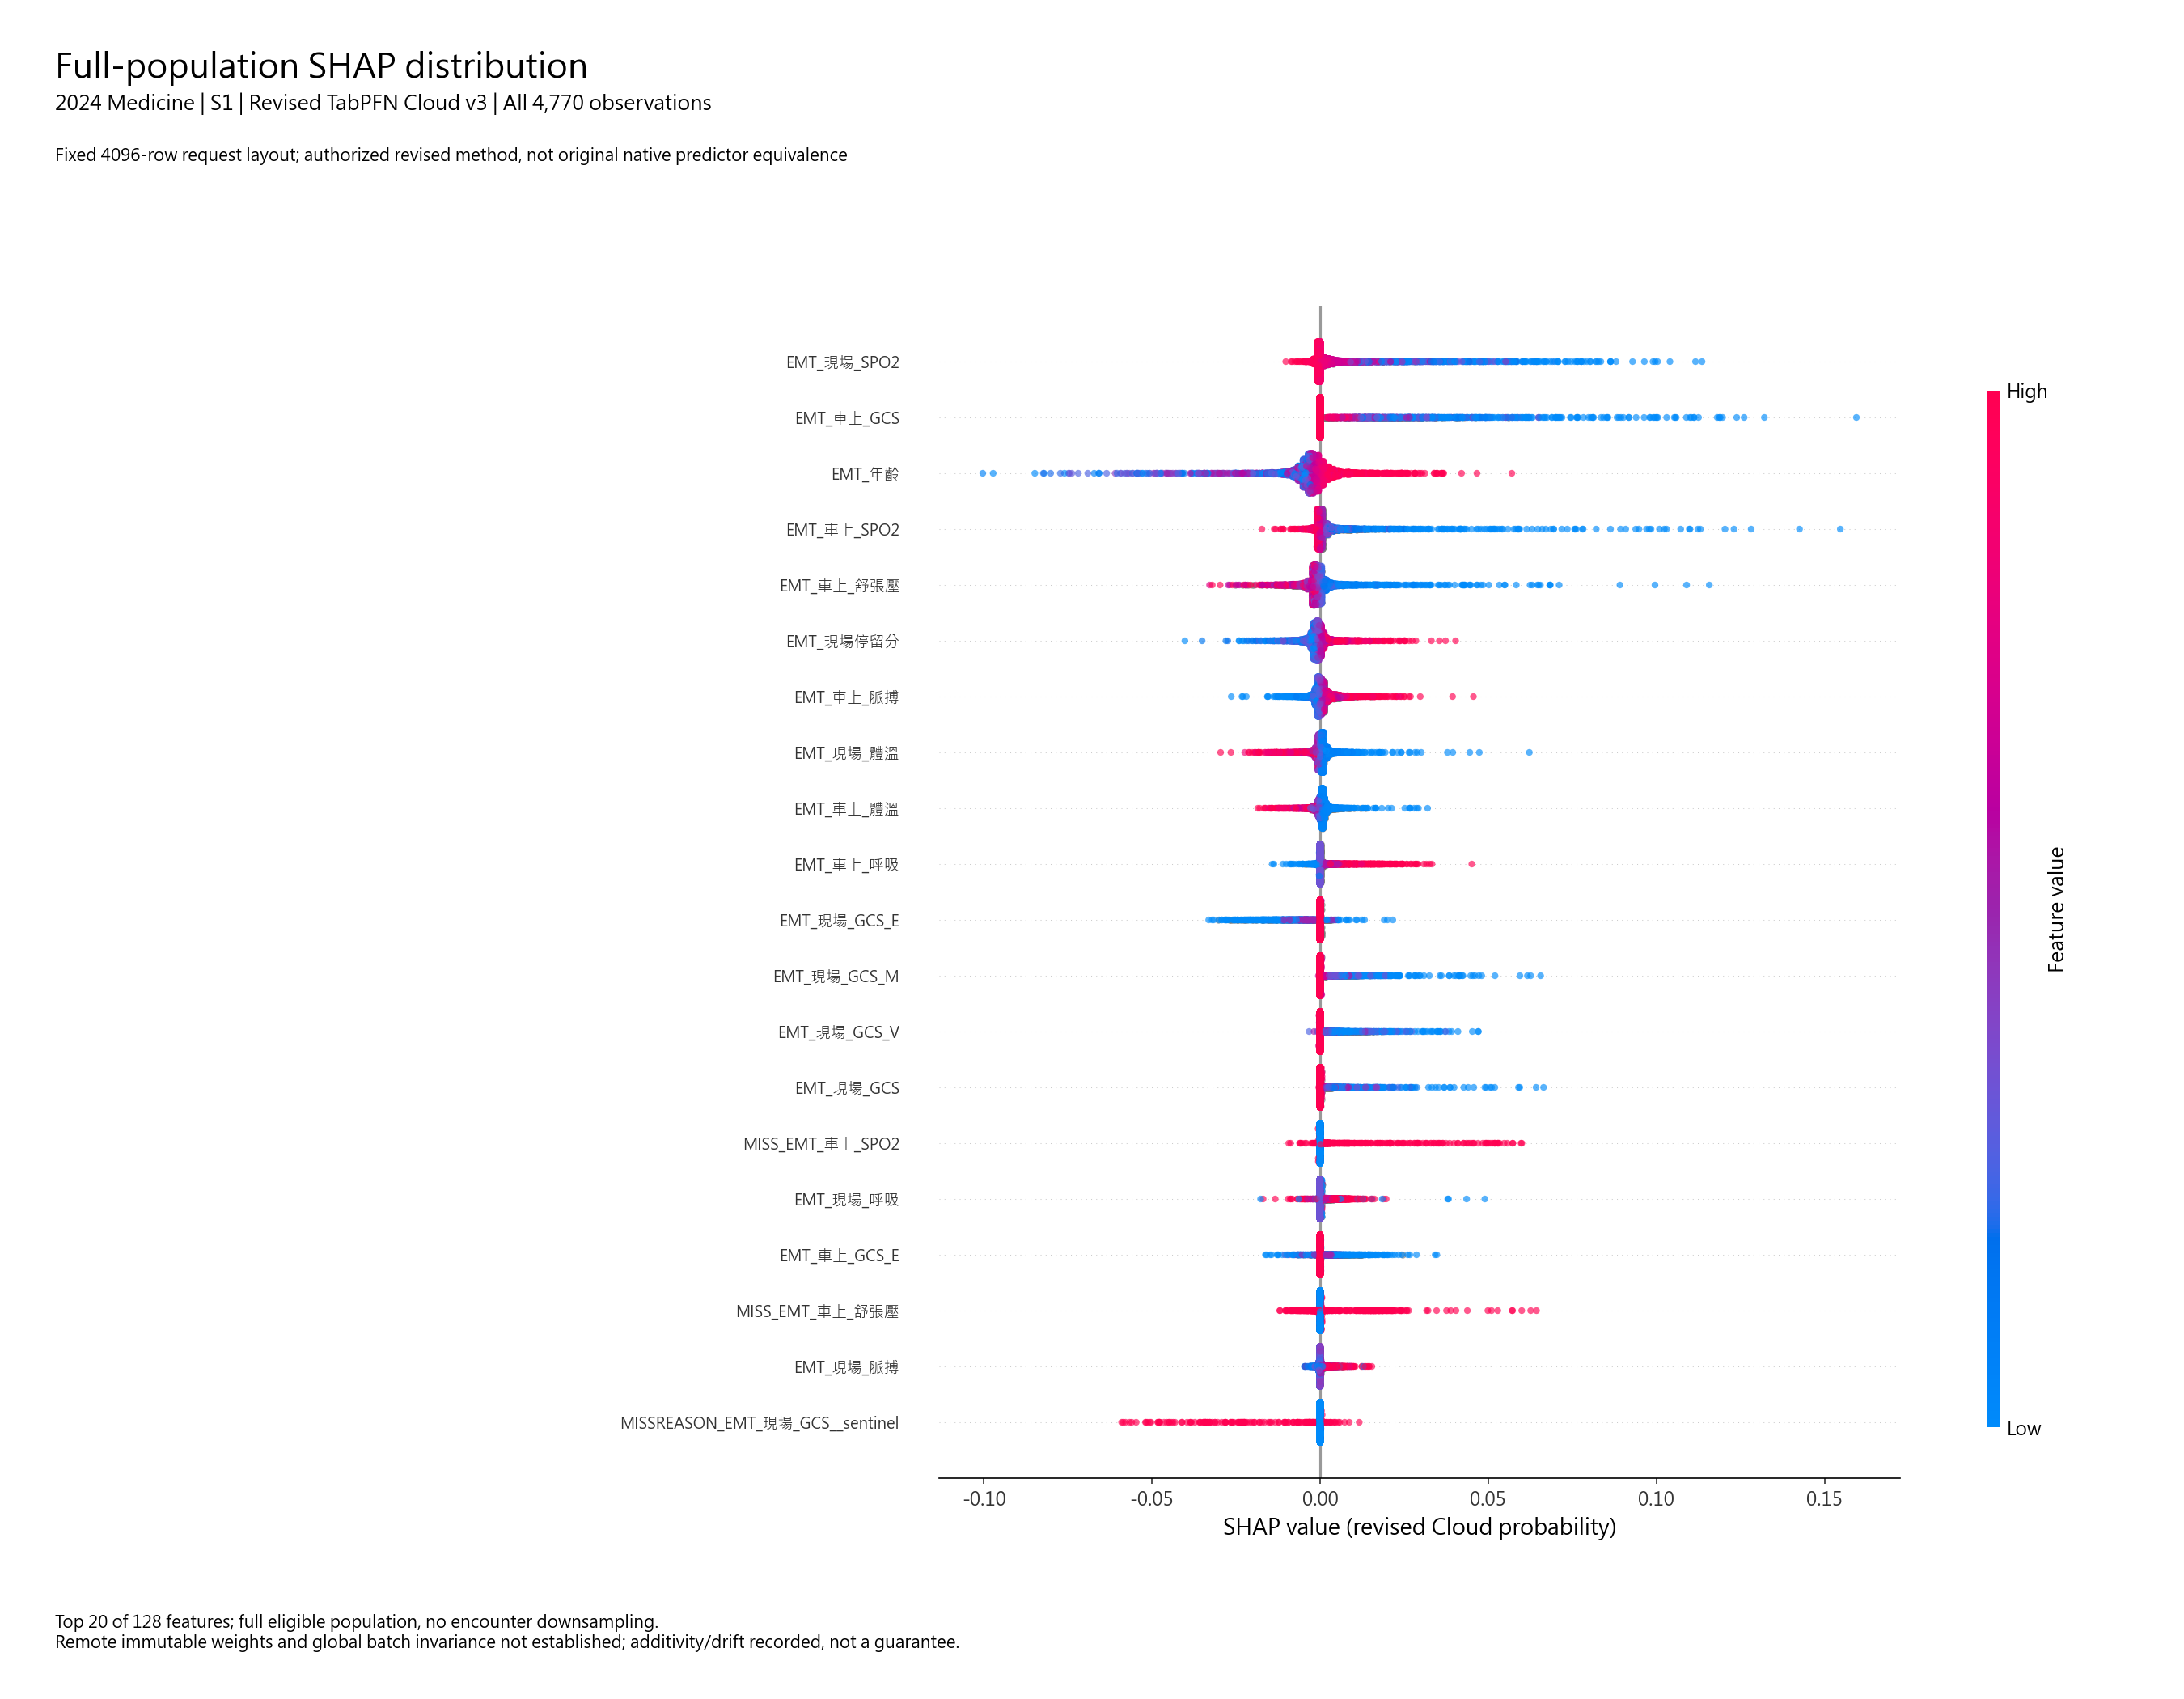 Full-population SHAP distribution
2024 Medicine | S1 | Revised TabPFN Cloud v3 | All 4,770 observations
Fixed 4096-row request layout; authorized revised method, not original native predictor equivalence
EMT_現場_SPO2
EMT_車上_GCS
EMT_年齡
EMT_車上_SPO2
EMT_車上_舒張壓
EMT_現場停留分
EMT_車上_脈搏
EMT_現場_體溫
EMT_車上_體溫
EMT_車上_呼吸
EMT_現場_GCS_E
EMT_現場_GCS_M
EMT_現場_GCS_V
EMT_現場_GCS
MISS_EMT_車上_SPO2
EMT_現場_呼吸
EMT_車上_GCS_E
MISS_EMT_車上_舒張壓
EMT_現場_脈搏
MISSREASON_EMT_現場_GCS__sentinel
-0.10 -0.05 0.00 0.05 0.10 0.15
SHAP value (revised Cloud probability)
High
Feature value
Low
Top 20 of 128 features; full eligible population, no encounter downsampling.
Remote immutable weights and global batch invariance not established; additivity/drift recorded, not a guarantee.